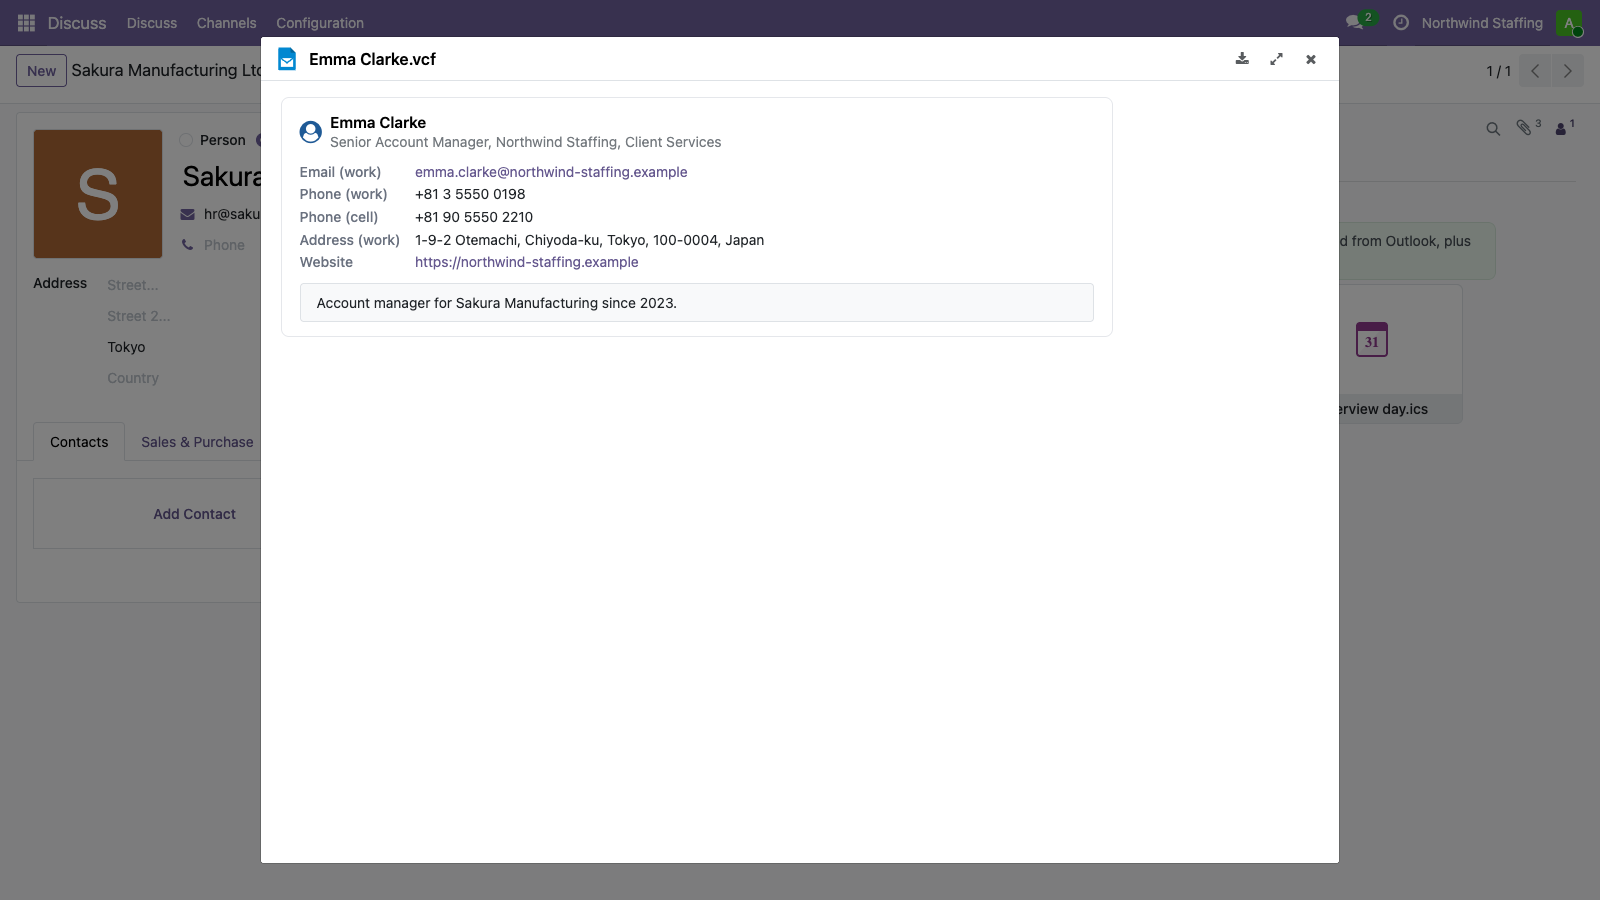 Discuss Discuss Channels Configuration 2 Northwind Staffing A
New Sakura Manufacturing Ltd 1 / 1
Emma Clarke.vcf
Emma Clarke
Senior Account Manager, Northwind Staffing, Client Services
Email (work) emma.clarke@northwind-staffing.example
Phone (work) +81 3 5550 0198
Phone (cell) +81 90 5550 2210
Address (work) 1-9-2 Otemachi, Chiyoda-ku, Tokyo, 100-0004, Japan
Website https://northwind-staffing.example
Account manager for Sakura Manufacturing since 2023.
S
Person
Sakura
hr@saku
Phone
Address Street...
Street 2...
Tokyo
Country
Contacts Sales & Purchase
Add Contact
3 1
d from Outlook, plus
31
erview day.ics